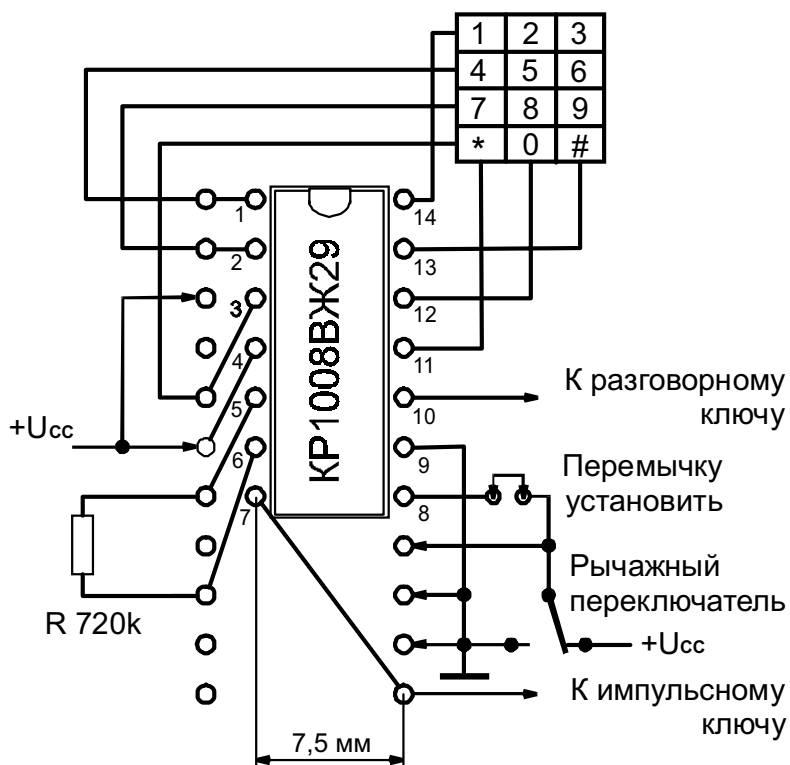 1 2 3
4 5 6
7 8 9
* 0 #
1
2
3
4
5
6
7
КР1008ВЖ29
14
13
12
11
10
9
8
К разговорному
ключу
+Ucc
Перемычку
установить
R 720k
Рычажный
переключатель
+Ucc
К импульсному
ключу
7,5 мм